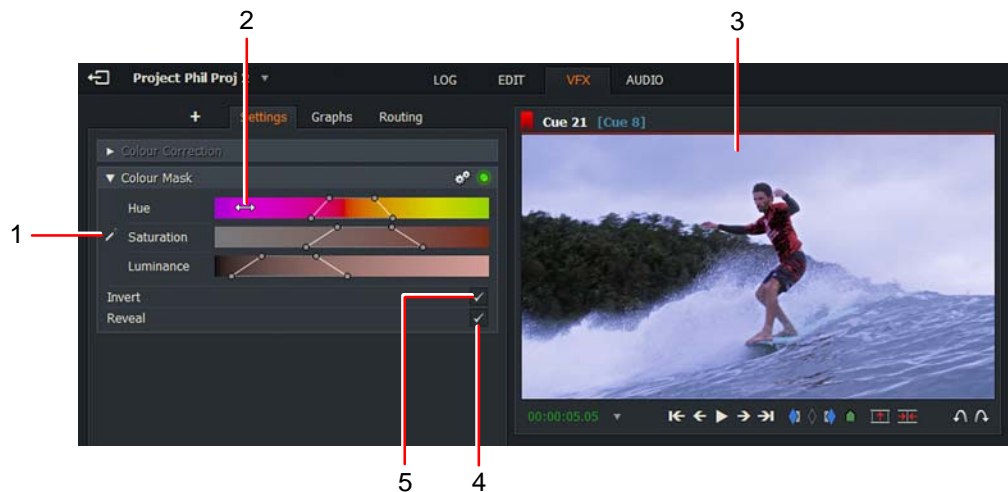 2
3
Project Phil Proj 2
LOG
EDIT
VFX
AUDIO
+
Settings
Graphs
Routing
Cue 21 [Cue 8]
Colour Correction
Colour Mask
Hue
1
Saturation
Luminance
Invert
Reveal
00:00:05.05
5
4